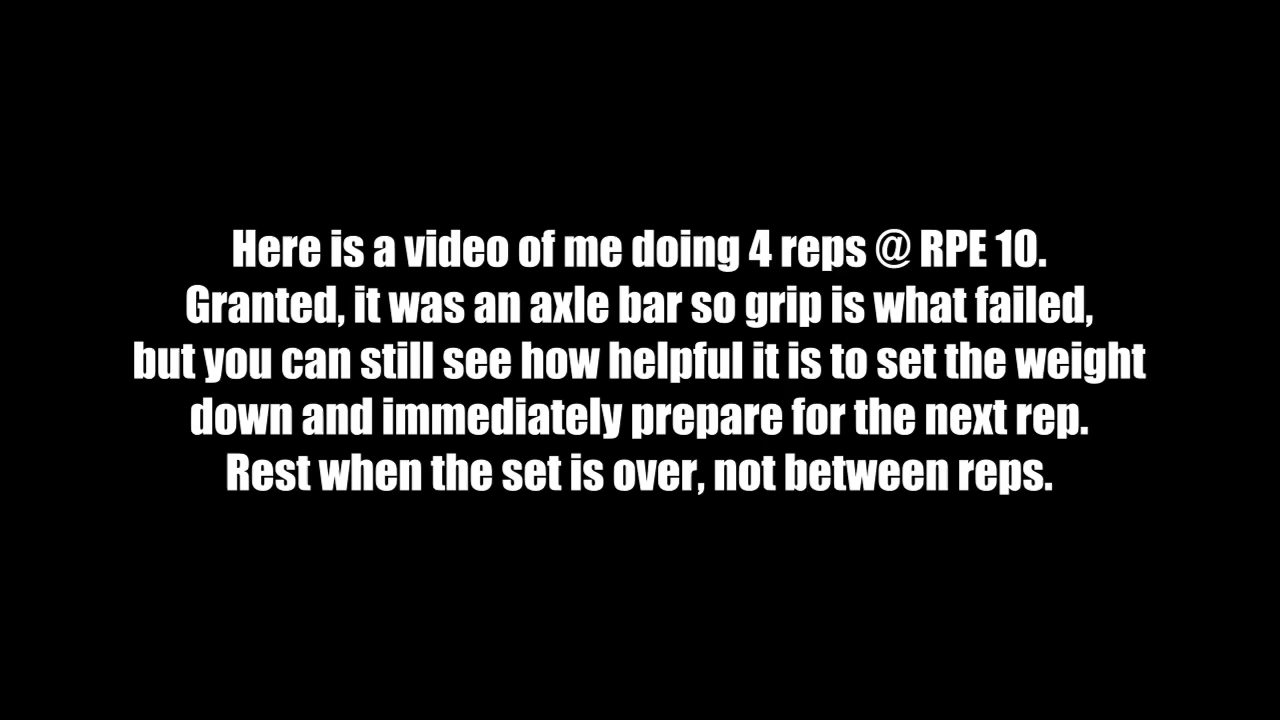 Here is a video of me doing 4 reps @ RPE 10.
Granted, it was an axle bar so grip is what failed,
but you can still see how helpful it is to set the weight
down and immediately prepare for the next rep.
Rest when the set is over, not between reps.